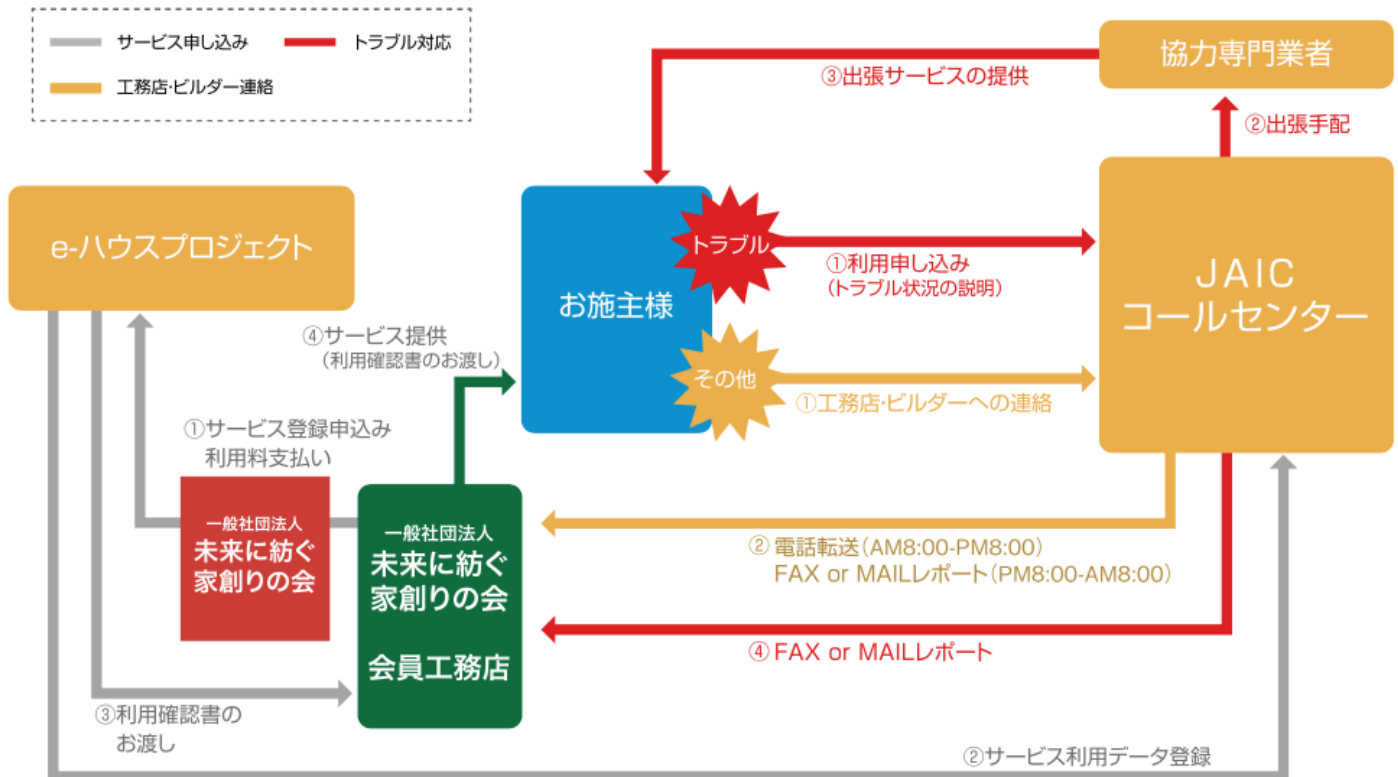 サービス申し込み
トラブル対応
工務店・ビルダー連絡
協力専門業者
③出張サービスの提供
②出張手配
e-ハウスプロジェクト
お施主様
トラブル
①利用申し込み
(トラブル状況の説明)
JAIC
コールセンター
④サービス提供
(利用確認書のお渡し)
その他
①工務店・ビルダーへの連絡
①サービス登録申込み
利用料支払い
一般社団法人
未来に紡ぐ
家創りの会
一般社団法人
未来に紡ぐ
家創りの会
会員工務店
②電話転送(AM8:00-PM8:00)
FAX or MAILレポート(PM8:00-AM8:00)
④FAX or MAILレポート
③利用確認書の
お渡し
②サービス利用データ登録